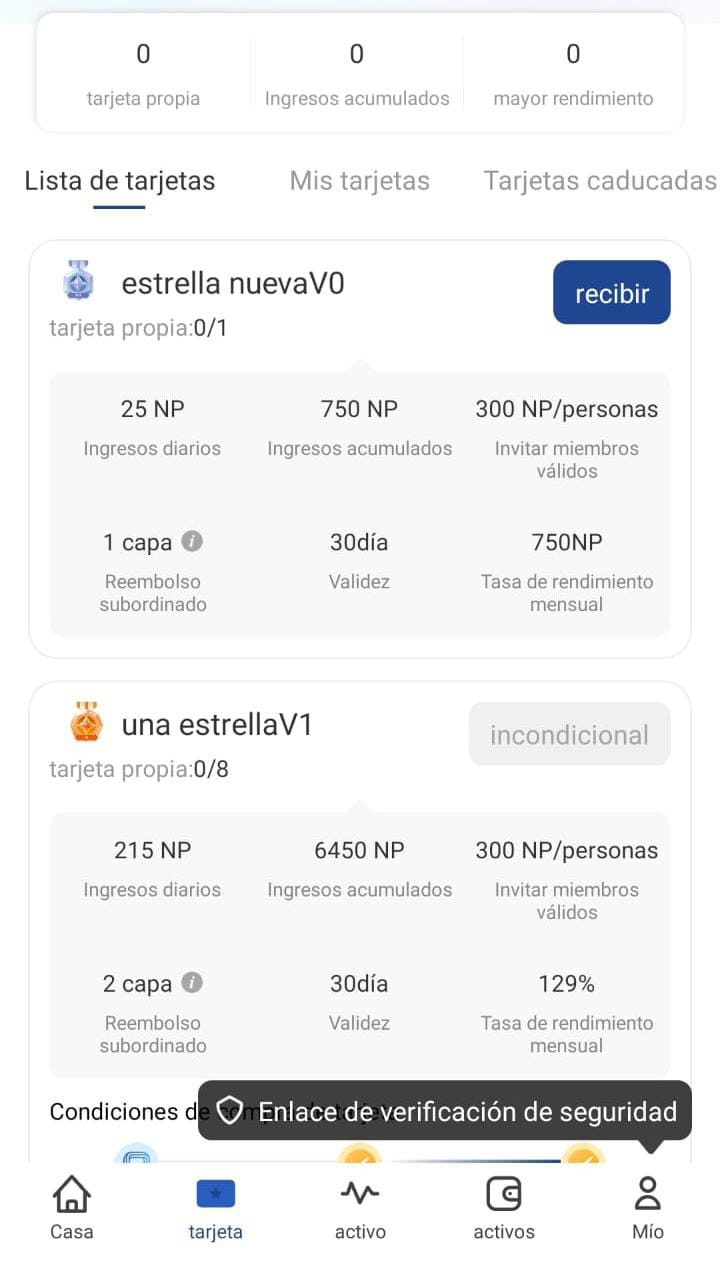 0 0 0
tarjeta propia Ingresos acumulados mayor rendimiento
Lista de tarjetas Mis tarjetas Tarjetas caducadas
estrella nuevaV0 recibir
tarjeta propia:0/1
25 NP 750 NP 300 NP/personas
Ingresos diarios Ingresos acumulados Invitar miembros
válidos
1 capa 30día 750NP
Reembolso Validez Tasa de rendimiento
subordinado mensual
una estrellaV1 incondicional
tarjeta propia:0/8
215 NP 6450 NP 300 NP/personas
Ingresos diarios Ingresos acumulados Invitar miembros
válidos
2 capa 30día 129%
Reembolso Validez Tasa de rendimiento
subordinado mensual
Condiciones de Enlace de verificación de seguridad
Casa tarjeta activo activos Mío